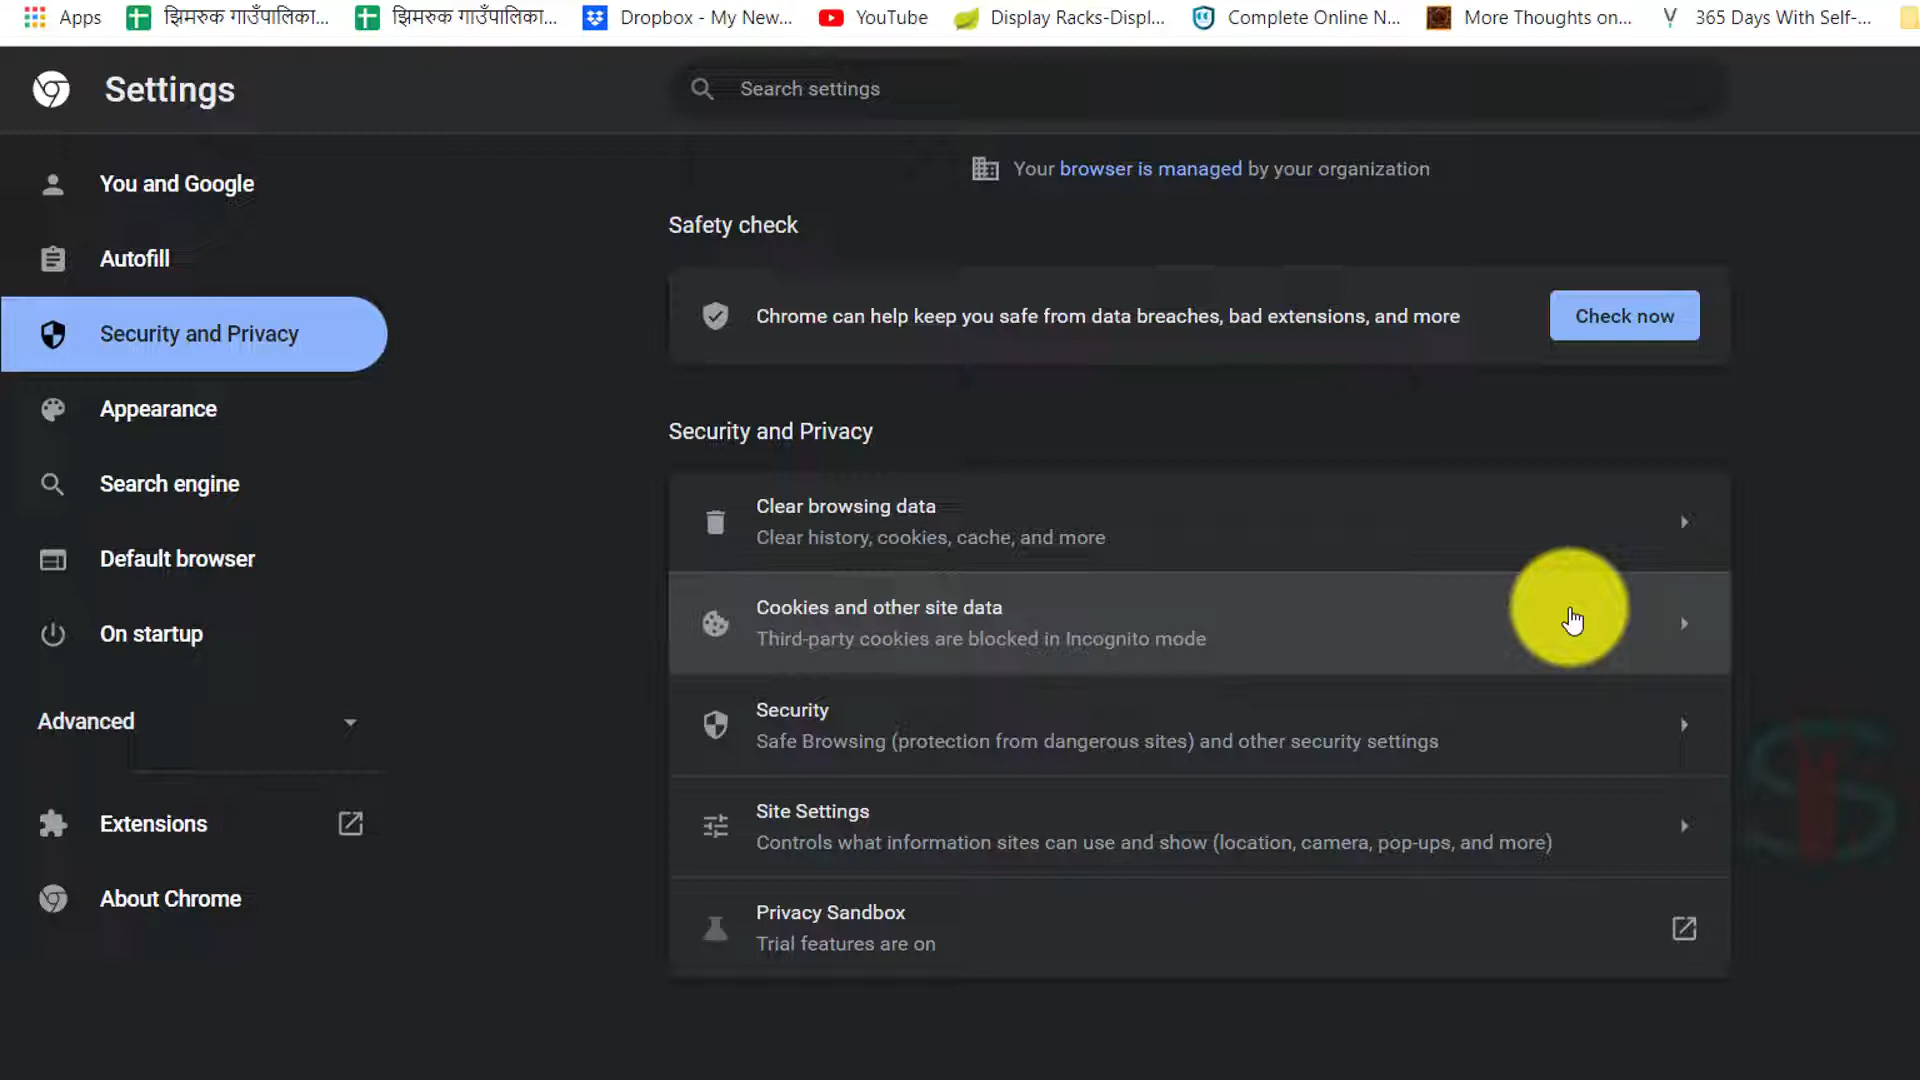 Apps झिमरुक गाउँपालिका... झिमरुक गाउँपालिका... Dropbox - My New... YouTube Display Racks-Displ... Complete Online N... More Thoughts on... 365 Days With Self-...
Settings
Search settings
Your browser is managed by your organization
You and Google
Autofill
Security and Privacy
Appearance
Search engine
Default browser
On startup
Advanced
Extensions
About Chrome
Safety check
Chrome can help keep you safe from data breaches, bad extensions, and more
Check now
Security and Privacy
Clear browsing data
Clear history, cookies, cache, and more
Cookies and other site data
Third-party cookies are blocked in Incognito mode
Security
Safe Browsing (protection from dangerous sites) and other security settings
Site Settings
Controls what information sites can use and show (location, camera, pop-ups, and more)
Privacy Sandbox
Trial features are on